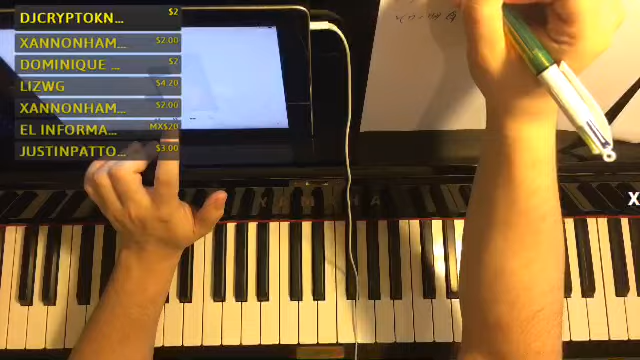 DJCRYPTOKN... $2
XANNONHAM... $2.00
DOMINIQUE ... $2
LIZWG $4.20
XANNONHAM... $2.00
EL INFORMA... MX$20
JUSTINPATTO... $3.00
YAMAHA
X